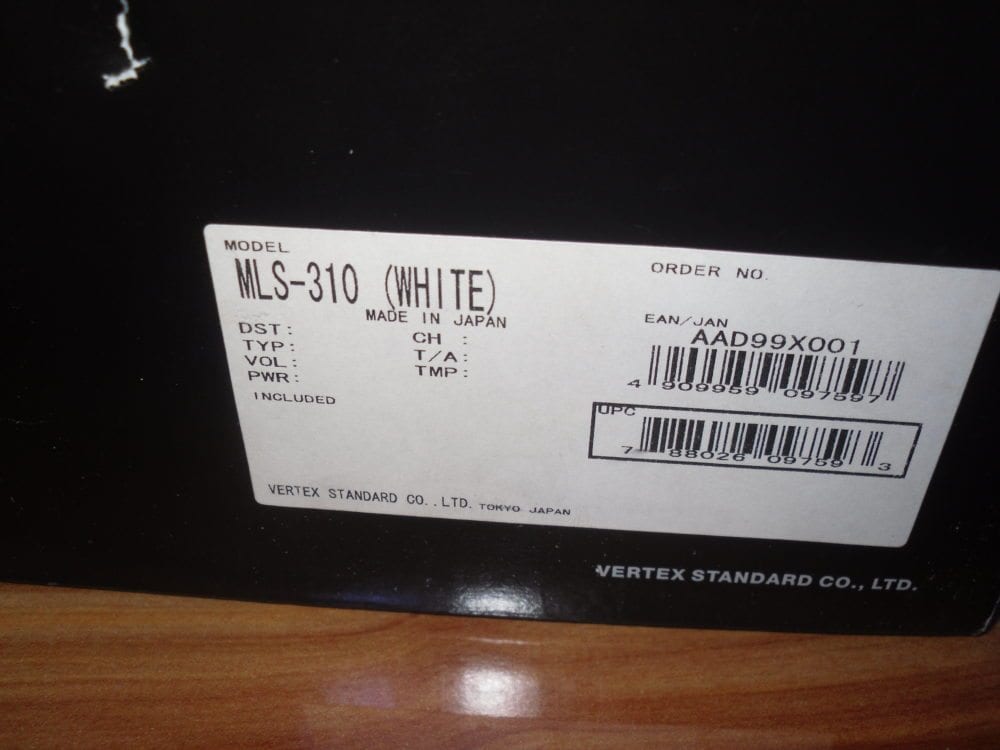 MODEL
MLS-310 (WHITE)
MADE IN JAPAN
DST:
TYP:
VOL:
PWR:
CH :
T/A:
TMP:
INCLUDED
ORDER NO.
EAN/JAN
AAD99X001
4 909959 097597
UPC
7 88026 09759 3
VERTEX STANDARD CO.,LTD. TOKYO JAPAN
VERTEX STANDARD CO., LTD.